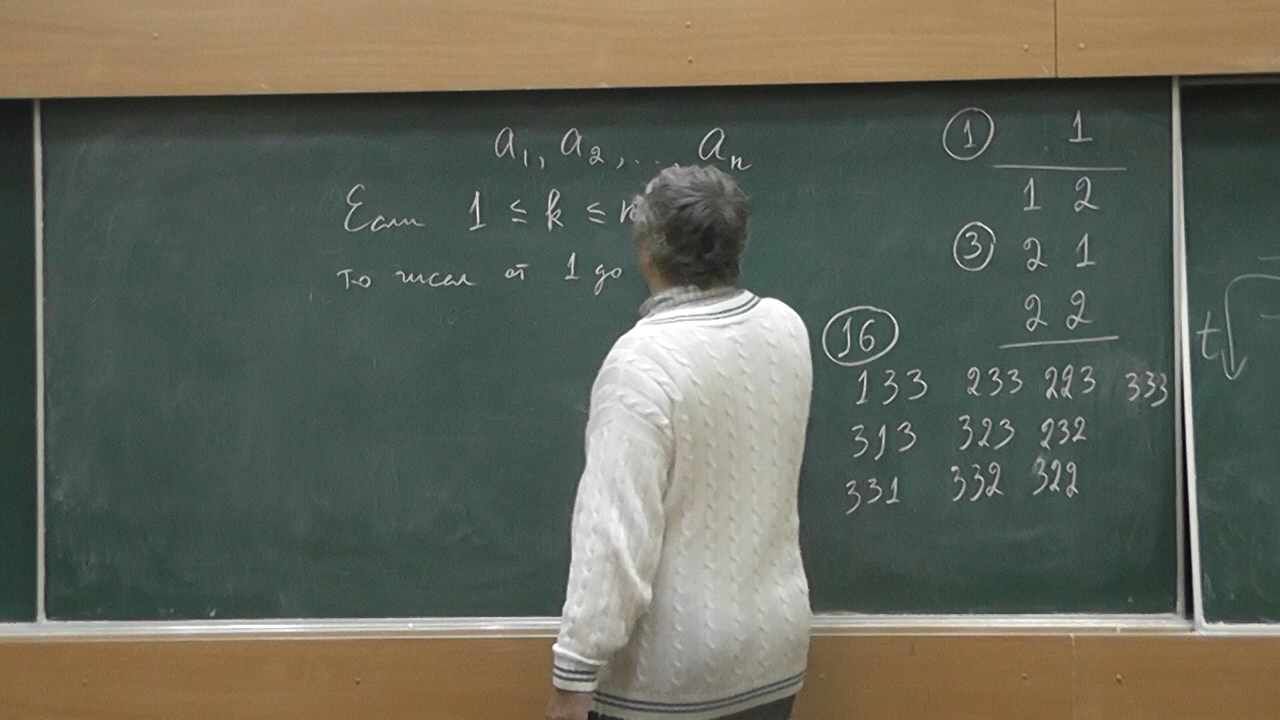 a₁, a₂, ... aₙ
Если 1 ≤ k ≤ n
то числа от 1 до
① 1
1 2
③ 2 1
2 2
⑯
133 233 223 333
313 323 232
331 332 322
t